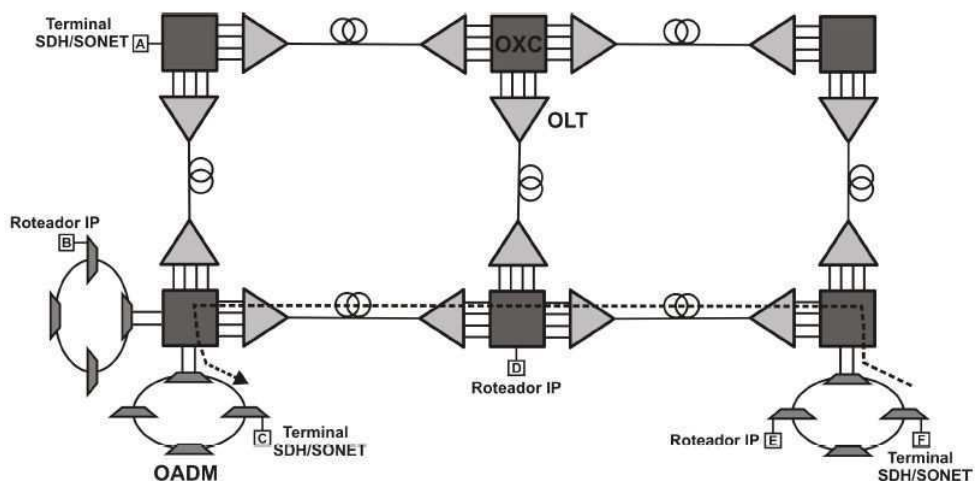 Terminal
SDH/SONET
A
OXC
OLT
Roteador IP
B
D
Roteador IP
C
Terminal
SDH/SONET
OADM
Roteador IP
E
F
Terminal
SDH/SONET